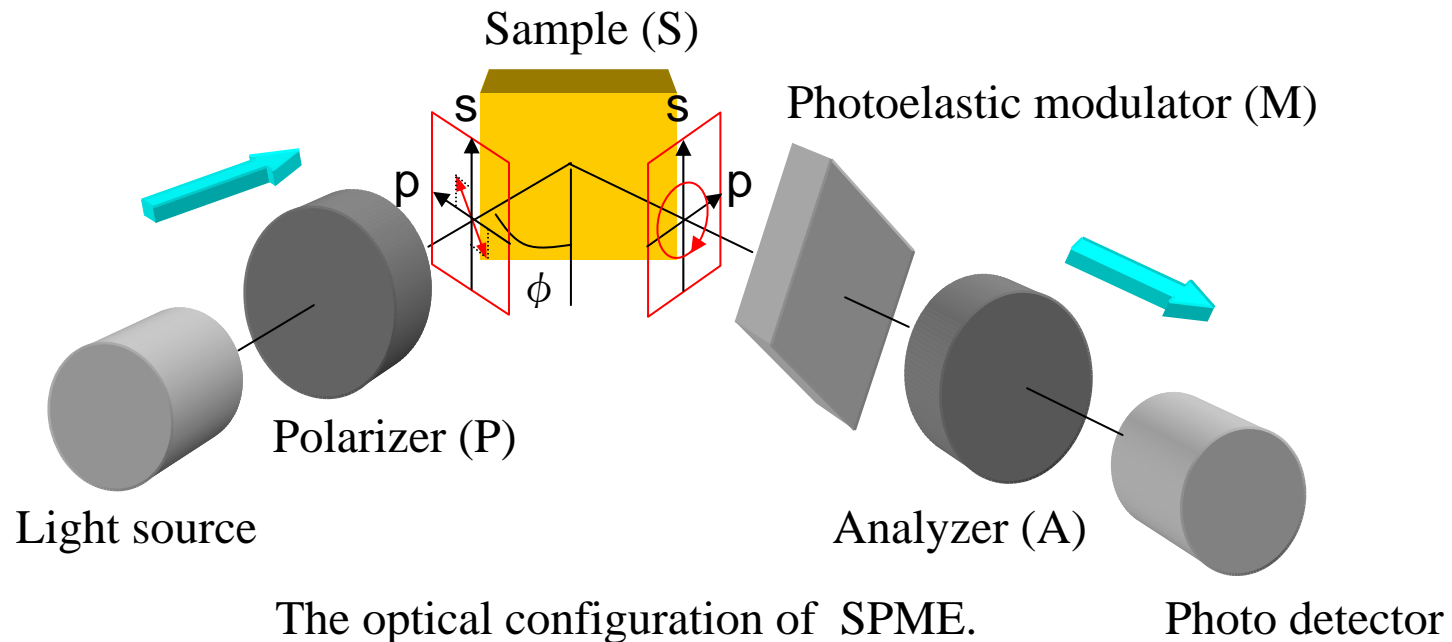 Sample (S)
Photoelastic modulator (M)
s
s
p
p
ϕ
Polarizer (P)
Light source
Analyzer (A)
The optical configuration of SPME.
Photo detector